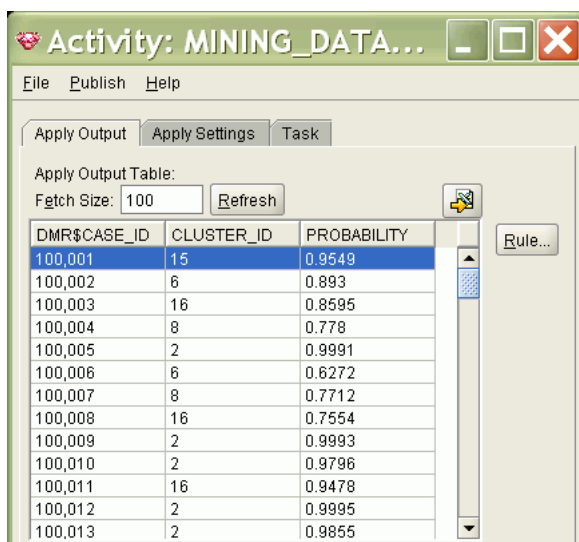 Activity: MINING_DATA...
File Publish Help
Apply Output Apply Settings Task
Apply Output Table:
Fetch Size: 100 Refresh
DMR$CASE_ID CLUSTER_ID PROBABILITY
Rule...
100,001 15 0.9549
100,002 6 0.893
100,003 16 0.8595
100,004 8 0.778
100,005 2 0.9991
100,006 6 0.6272
100,007 8 0.7712
100,008 16 0.7554
100,009 2 0.9993
100,010 2 0.9796
100,011 16 0.9478
100,012 2 0.9995
100,013 2 0.9855